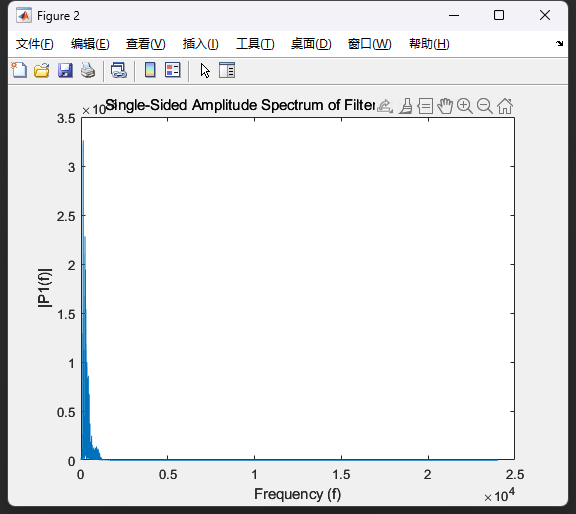 Figure 2
文件(F) 编辑(E) 查看(V) 插入(I) 工具(T) 桌面(D) 窗口(W) 帮助(H)
Single-Sided Amplitude Spectrum of Filter
3.5
3
2.5
2
1.5
1
0.5
0
|P1(f)|
0 0.5 1 1.5 2 2.5
Frequency (f)
×10⁴